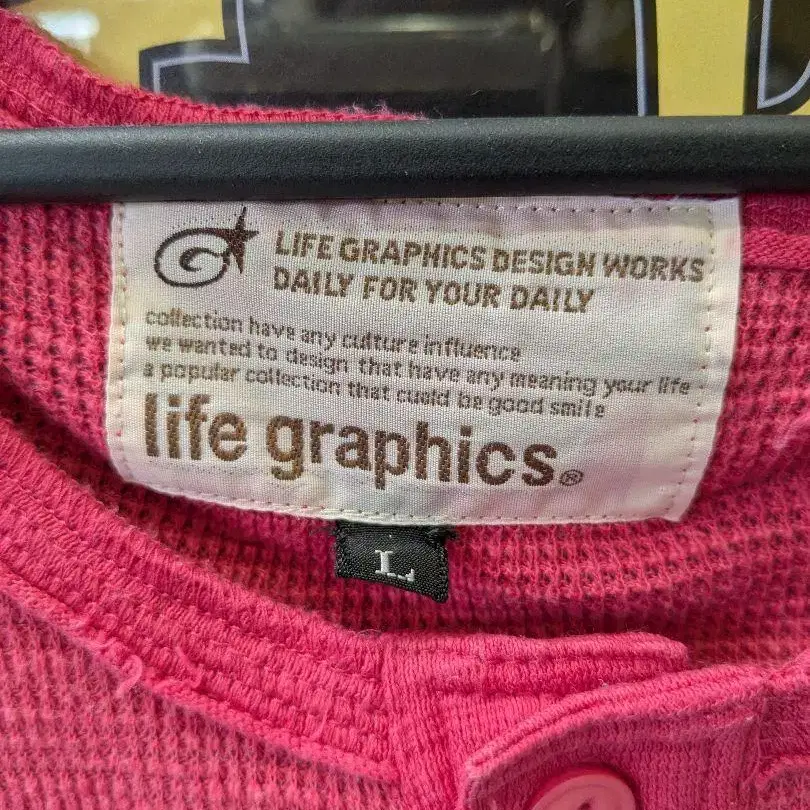 LIFE GRAPHICS DESIGN WORKS
DAILY FOR YOUR DAILY
collection have any culture influence
we wanted to design that have any meaning your life
a popular collection that cuold be good smile
life graphics®
L